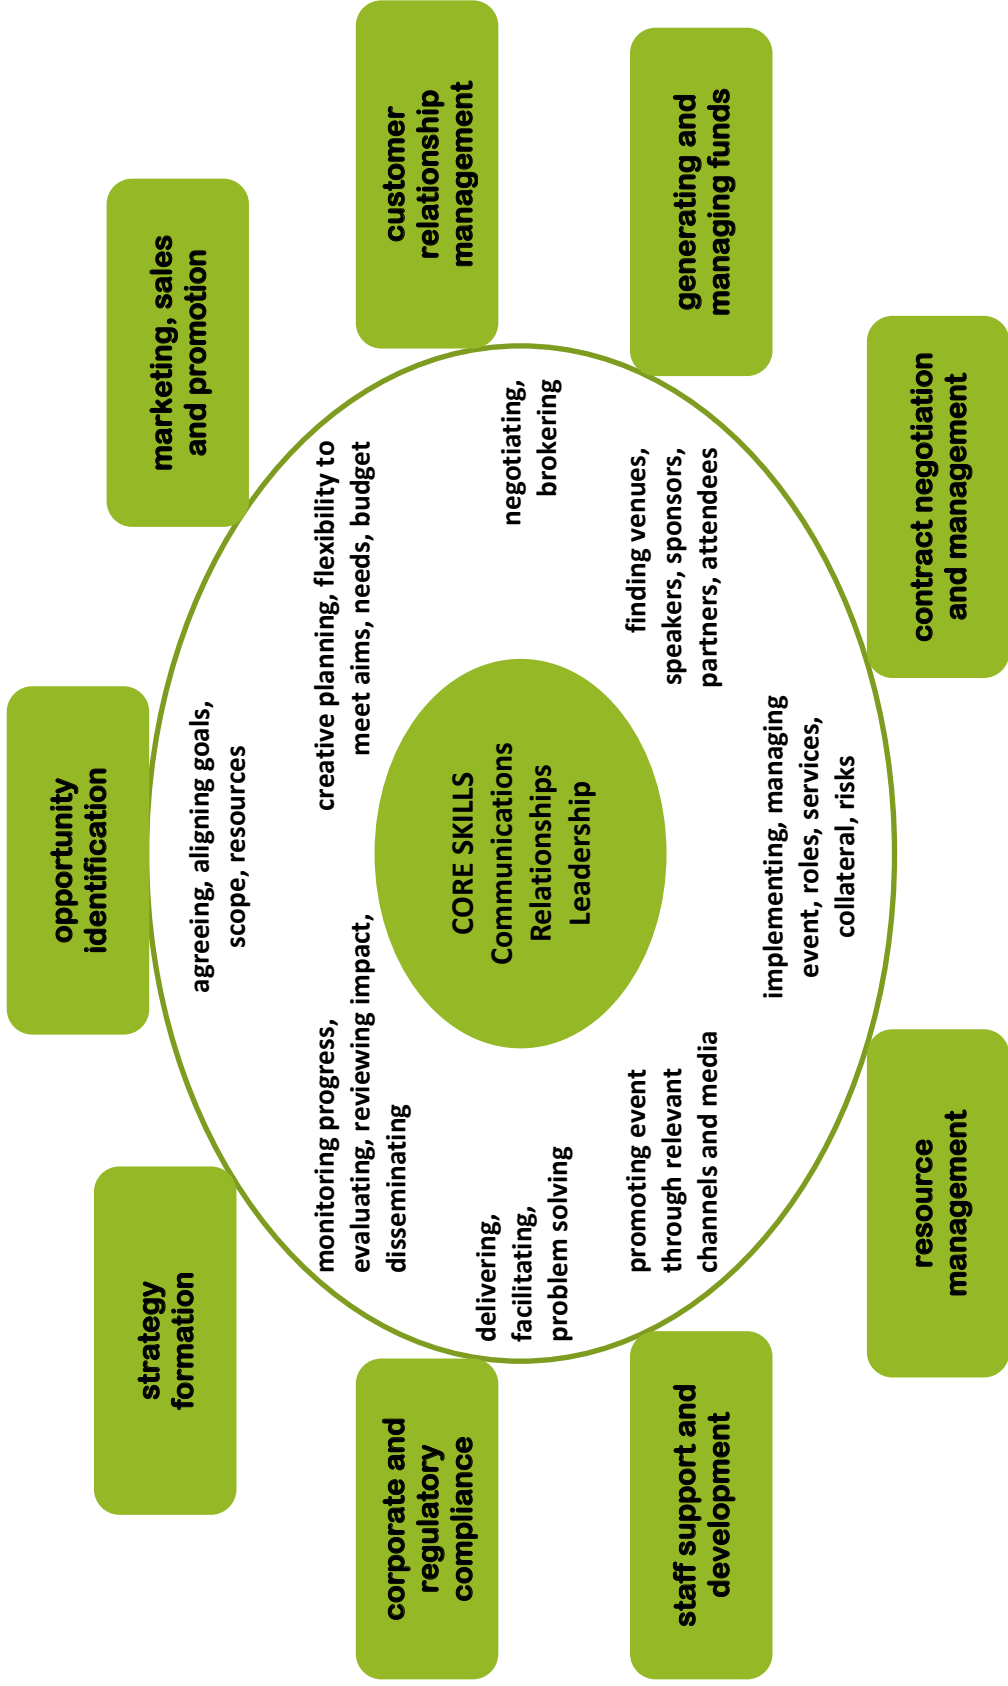 opportunity
identification
marketing, sales
and promotion
customer
relationship
management
generating and
managing funds
contract negotiation
and management
resource
management
staff support and
development
corporate and
regulatory
compliance
strategy
formation
agreeing, aligning goals,
scope, resources
creative planning, flexibility to
meet aims, needs, budget
negotiating,
brokering
finding venues,
speakers, sponsors,
partners, attendees
implementing, managing
event, roles, services,
collateral, risks
promoting event
through relevant
channels and media
delivering,
facilitating,
problem solving
monitoring progress,
evaluating, reviewing impact,
disseminating
CORE SKILLS
Communications
Relationships
Leadership